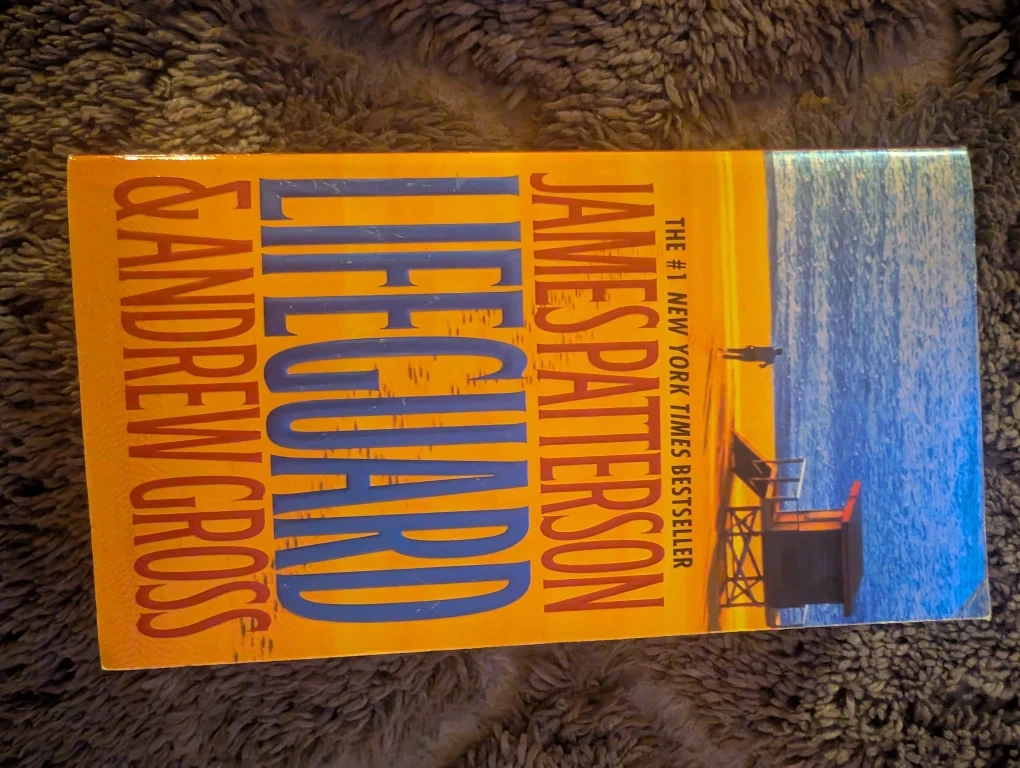 THE #1 NEW YORK TIMES BESTSELLER
JAMES PATTERSON
LIFEGUARD
& ANDREW GROSS